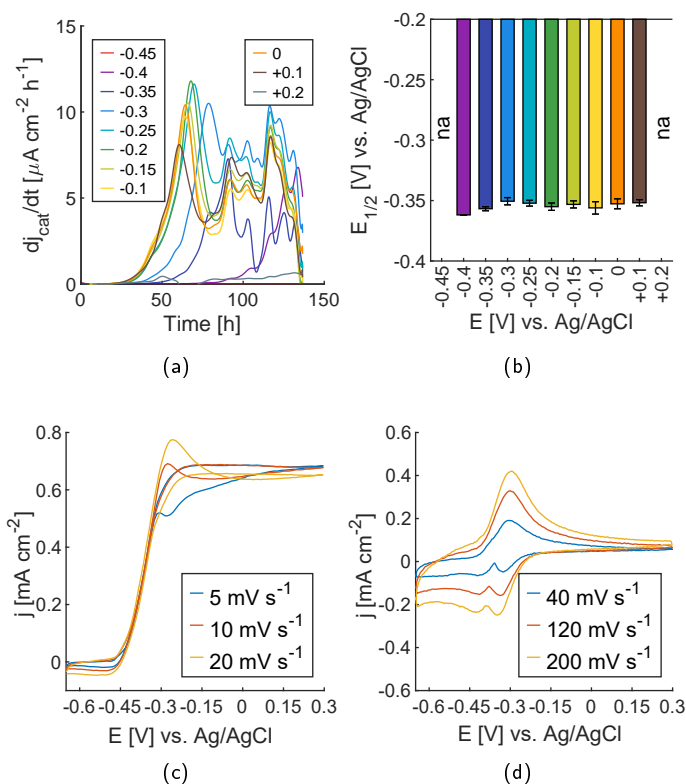 15
10
5
0
dj_cat/dt [μA cm^-2 h^-1]
-0.45
-0.4
-0.35
-0.3
-0.25
-0.2
-0.15
-0.1
0
+0.1
+0.2
0 50 100 150
Time [h]
(a)
-0.2
-0.25
-0.3
-0.35
-0.4
E_1/2 [V] vs. Ag/AgCl
na
na
-0.45 -0.4 -0.35 -0.3 -0.25 -0.2 -0.15 -0.1 0 +0.1 +0.2
E [V] vs. Ag/AgCl
(b)
0.8
0.6
0.4
0.2
0
j [mA cm^-2]
5 mV s^-1
10 mV s^-1
20 mV s^-1
-0.6 -0.45 -0.3 -0.15 0 0.15 0.3
E [V] vs. Ag/AgCl
(c)
0.6
0.4
0.2
0
-0.2
-0.4
-0.6
j [mA cm^-2]
40 mV s^-1
120 mV s^-1
200 mV s^-1
-0.6 -0.45 -0.3 -0.15 0 0.15 0.3
E [V] vs. Ag/AgCl
(d)